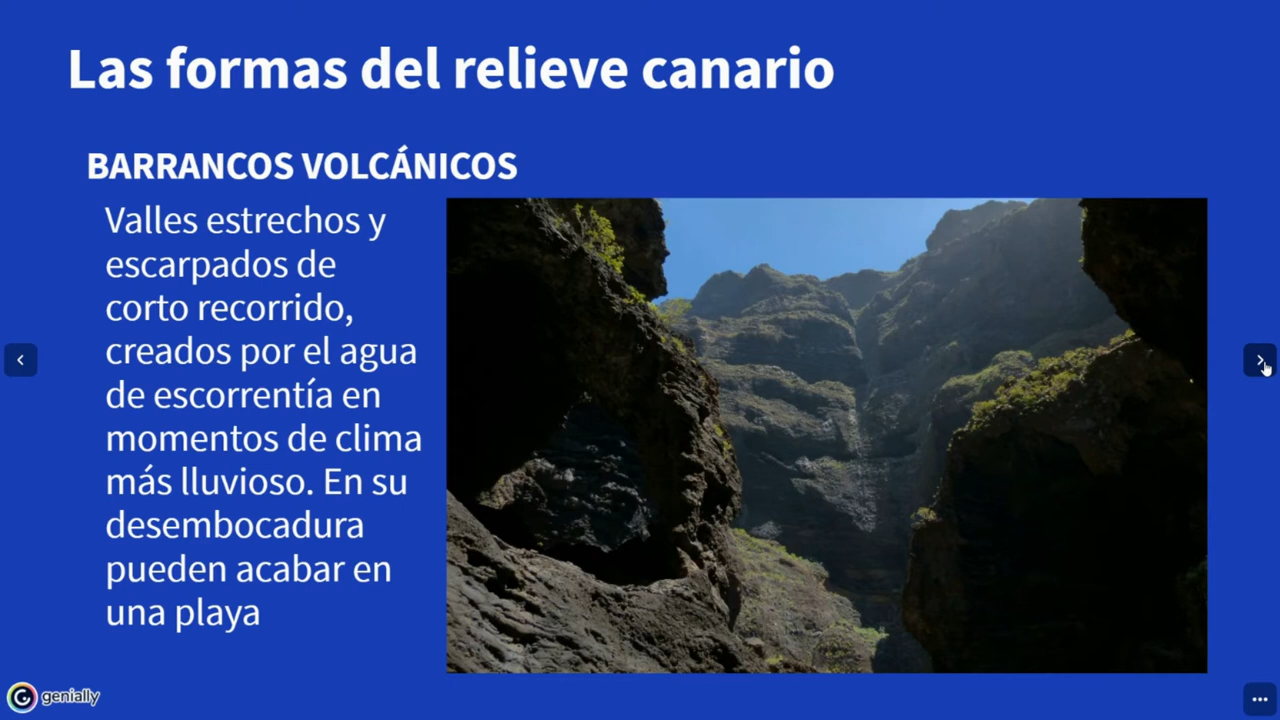 Las formas del relieve canario
BARRANCOS VOLCÁNICOS
Valles estrechos y
escarpados de
corto recorrido,
creados por el agua
de escorrentía en
momentos de clima
más lluvioso. En su
desembocadura
pueden acabar en
una playa
genially